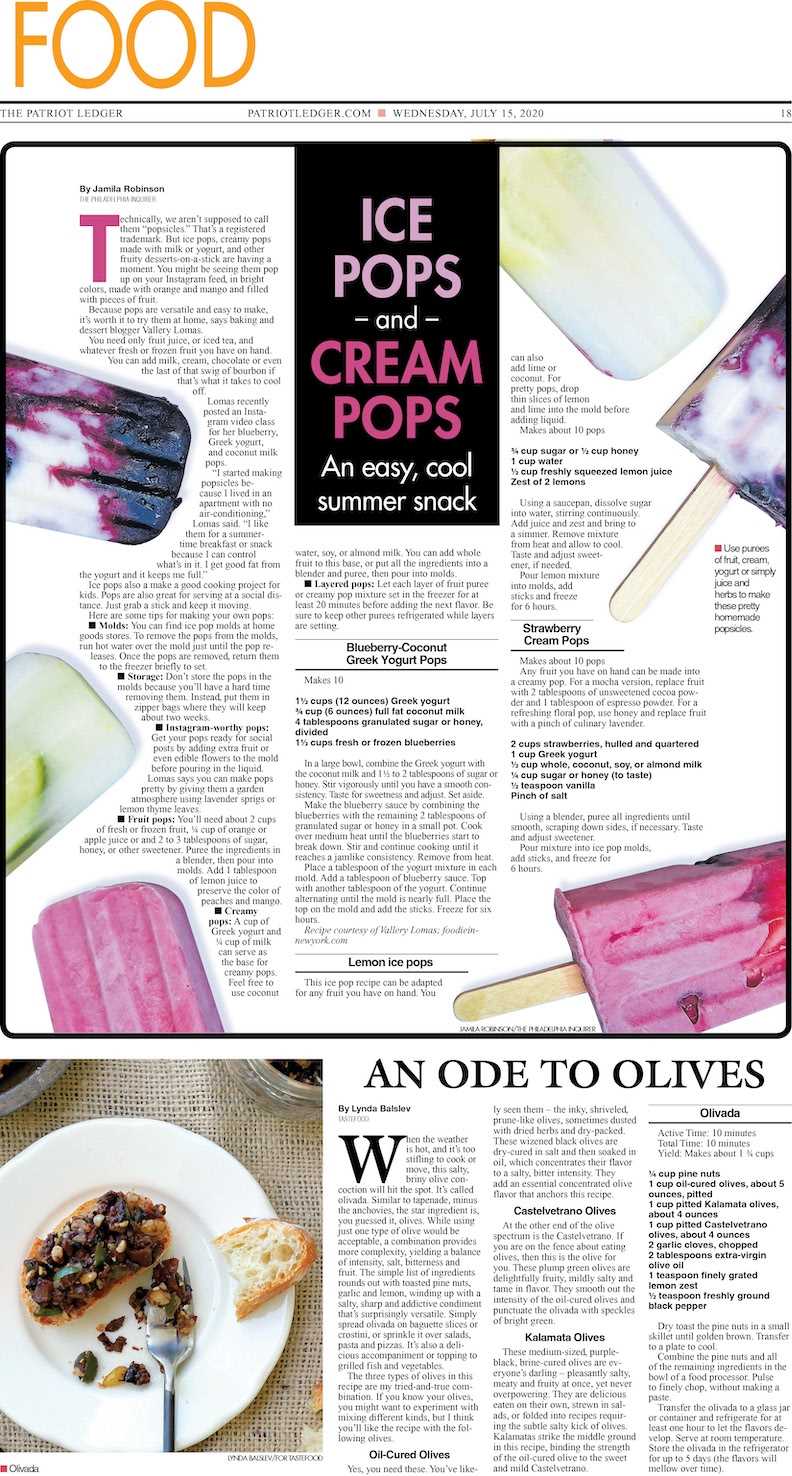 FOOD
THE PATRIOT LEDGER
PATRIOTLEDGER.COM ■ WEDNESDAY, JULY 15, 2020
18
By Jamila Robinson
THE PHILADELPHIA INQUIRER
Technically, we aren't supposed to call
them “popsicles.” That's a registered
trademark. But ice pops, creamy pops
made with milk or yogurt, and other
fruity desserts-on-a-stick are having a
moment. You might be seeing them pop
up on your Instagram feed, in bright
colors, made with orange and mango and filled
with pieces of fruit.
Because pops are versatile and easy to make,
it's worth it to try them at home, says baking and
dessert blogger Vallery Lomas.
You need only fruit juice, or iced tea, and
whatever fresh or frozen fruit you have on hand.
You can add milk, cream, chocolate or even
the last of that swig of bourbon if
that's what it takes to cool
off.
Lomas recently
posted an Insta-
gram video class
for her blueberry,
Greek yogurt,
and coconut milk
pops.
“I started making
popsicles be-
cause I lived in an
apartment with no
air-conditioning,”
Lomas said. “I like
them for a summer-
time breakfast or snack
because I can control
what's in it. I get good fat from
the yogurt and it keeps me full.”
Ice pops also a make a good cooking project for
kids. Pops are also great for serving at a social dis-
tance. Just grab a stick and keep it moving.
Here are some tips for making your own pops:
■ Molds: You can find ice pop molds at home
goods stores. To remove the pops from the molds,
run hot water over the mold just until the pop re-
leases. Once the pops are removed, return them
to the freezer briefly to set.
■ Storage: Don't store the pops in the
molds because you'll have a hard time
removing them. Instead, put them in
zipper bags where they will keep
about two weeks.
■ Instagram-worthy pops:
Get your pops ready for social
posts by adding extra fruit or
even edible flowers to the mold
before pouring in the liquid.
Lomas says you can make pops
pretty by giving them a garden
atmosphere using lavender sprigs or
lemon thyme leaves.
■ Fruit pops: You'll need about 2 cups
of fresh or frozen fruit, ¼ cup of orange or
apple juice or and 2 to 3 tablespoons of sugar,
honey, or other sweetener. Puree the ingredients in
a blender, then pour into
molds. Add 1 tablespoon
of lemon juice to
preserve the color of
peaches and mango.
■ Creamy
pops: A cup of
Greek yogurt and
¼ cup of milk
can serve as
the base for
creamy pops.
Feel free to
use coconut
ICE
POPS
– and –
CREAM
POPS
An easy, cool
summer snack
water, soy, or almond milk. You can add whole
fruit to this base, or put all the ingredients into a
blender and puree, then pour into molds.
■ Layered pops: Let each layer of fruit puree
or creamy pop mixture set in the freezer for at
least 20 minutes before adding the next flavor. Be
sure to keep other purees refrigerated while layers
are setting.
Blueberry-Coconut
Greek Yogurt Pops
Makes 10
1½ cups (12 ounces) Greek yogurt
¾ cup (6 ounces) full fat coconut milk
4 tablespoons granulated sugar or honey,
divided
1½ cups fresh or frozen blueberries
In a large bowl, combine the Greek yogurt with
the coconut milk and 1½ to 2 tablespoons of sugar or
honey. Stir vigorously until you have a smooth con-
sistency. Taste for sweetness and adjust. Set aside.
Make the blueberry sauce by combining the
blueberries with the remaining 2 tablespoons of
granulated sugar or honey in a small pot. Cook
over medium heat until the blueberries start to
break down. Stir and continue cooking until it
reaches a jamlike consistency. Remove from heat.
Place a tablespoon of the yogurt mixture in each
mold. Add a tablespoon of blueberry sauce. Top
with another tablespoon of the yogurt. Continue
alternating until the mold is nearly full. Place the
top on the mold and add the sticks. Freeze for six
hours.
Recipe courtesy of Vallery Lomas; foodiein-
newyork.com
Lemon ice pops
This ice pop recipe can be adapted
for any fruit you have on hand. You
can also
add lime or
coconut. For
pretty pops, drop
thin slices of lemon
and lime into the mold before
adding liquid.
Makes about 10 pops
¾ cup sugar or ½ cup honey
1 cup water
½ cup freshly squeezed lemon juice
Zest of 2 lemons
Using a saucepan, dissolve sugar
into water, stirring continuously.
Add juice and zest and bring to
a simmer. Remove mixture
from heat and allow to cool.
Taste and adjust sweet-
ener, if needed.
Pour lemon mixture
into molds, add
sticks and freeze
for 6 hours.
Strawberry
Cream Pops
Makes about 10 pops
Any fruit you have on hand can be made into
a creamy pop. For a mocha version, replace fruit
with 2 tablespoons of unsweetened cocoa pow-
der and 1 tablespoon of espresso powder. For a
refreshing floral pop, use honey and replace fruit
with a pinch of culinary lavender.
2 cups strawberries, hulled and quartered
1 cup Greek yogurt
½ cup whole, coconut, soy, or almond milk
¼ cup sugar or honey (to taste)
½ teaspoon vanilla
Pinch of salt
Using a blender, puree all ingredients until
smooth, scraping down sides, if necessary. Taste
and adjust sweetener.
Pour mixture into ice pop molds,
add sticks, and freeze for
6 hours.
■ Use purees
of fruit, cream,
yogurt or simply
juice and
herbs to make
these pretty
homemade
popsicles.
JAMILA ROBINSON/THE PHILADELPHIA INQUIRER
AN ODE TO OLIVES
By Lynda Balslev
TASTEFOOD
When the weather
is hot, and it's too
stifling to cook or
move, this salty,
briny olive con-
coction will hit the spot. It's called
olivada. Similar to tapenade, minus
the anchovies, the star ingredient is,
you guessed it, olives. While using
just one type of olive would be
acceptable, a combination provides
more complexity, yielding a balance
of intensity, salt, bitterness and
fruit. The simple list of ingredients
rounds out with toasted pine nuts,
garlic and lemon, winding up with a
salty, sharp and addictive condiment
that's surprisingly versatile. Simply
spread olivada on baguette slices or
crostini, or sprinkle it over salads,
pasta and pizzas. It's also a deli-
cious accompaniment or topping to
grilled fish and vegetables.
The three types of olives in this
recipe are my tried-and-true com-
bination. If you know your olives,
you might want to experiment with
mixing different kinds, but I think
you'll like the recipe with the fol-
lowing olives.
Oil-Cured Olives
Yes, you need these. You've like-
ly seen them – the inky, shriveled,
prune-like olives, sometimes dusted
with dried herbs and dry-packed.
These wizened black olives are
dry-cured in salt and then soaked in
oil, which concentrates their flavor
to a salty, bitter intensity. They
add an essential concentrated olive
flavor that anchors this recipe.
Castelvetrano Olives
At the other end of the olive
spectrum is the Castelvetrano. If
you are on the fence about eating
olives, then this is the olive for
you. These plump green olives are
delightfully fruity, mildly salty and
tame in flavor. They smooth out the
intensity of the oil-cured olives and
punctuate the olivada with speckles
of bright green.
Kalamata Olives
These medium-sized, purple-
black, brine-cured olives are ev-
eryone's darling – pleasantly salty,
meaty and fruity at once, yet never
overpowering. They are delicious
eaten on their own, strewn in sal-
ads, or folded into recipes requir-
ing the subtle salty kick of olives.
Kalamatas strike the middle ground
in this recipe, binding the strength
of the oil-cured olive to the sweet
and mild Castelvetrano.
Olivada
Active Time: 10 minutes
Total Time: 10 minutes
Yield: Makes about 1 ¾ cups
¼ cup pine nuts
1 cup oil-cured olives, about 5
ounces, pitted
1 cup pitted Kalamata olives,
about 4 ounces
1 cup pitted Castelvetrano
olives, about 4 ounces
2 garlic cloves, chopped
2 tablespoons extra-virgin
olive oil
1 teaspoon finely grated
lemon zest
½ teaspoon freshly ground
black pepper
Dry toast the pine nuts in a small
skillet until golden brown. Transfer
to a plate to cool.
Combine the pine nuts and all
of the remaining ingredients in the
bowl of a food processor. Pulse
to finely chop, without making a
paste.
Transfer the olivada to a glass jar
or container and refrigerate for at
least one hour to let the flavors de-
velop. Serve at room temperature.
Store the olivada in the refrigerator
for up to 5 days (the flavors will
mellow over time).
LYNDA BALSLEV/FOR TASTEFOOD
■ Olivada